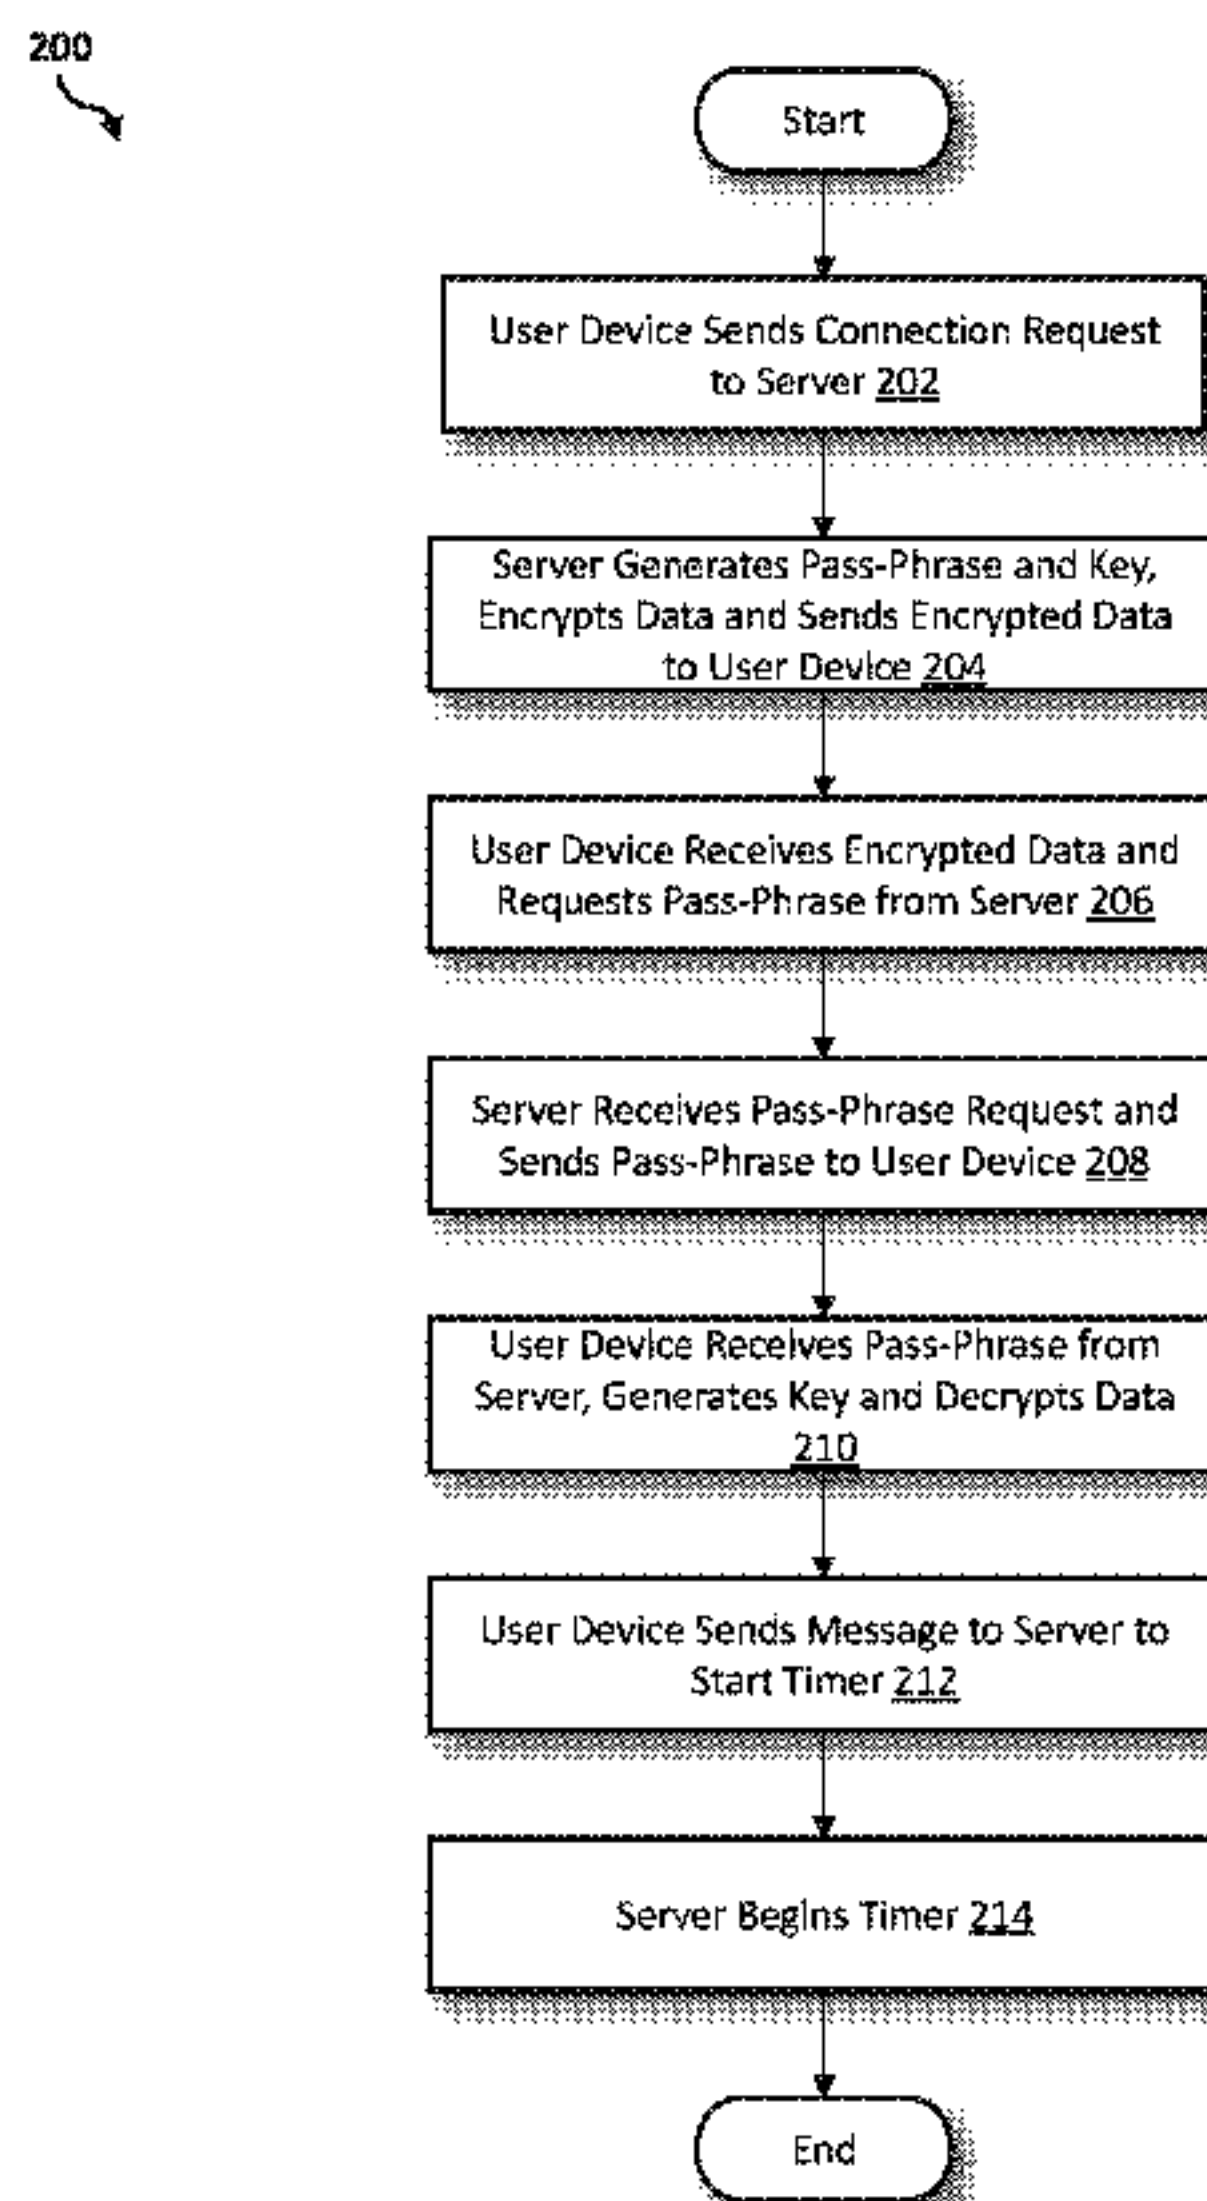 200
Start
User Device Sends Connection Request
to Server 202
Server Generates Pass-Phrase and Key,
Encrypts Data and Sends Encrypted Data
to User Device 204
User Device Receives Encrypted Data and
Requests Pass-Phrase from Server 206
Server Receives Pass-Phrase Request and
Sends Pass-Phrase to User Device 208
User Device Receives Pass-Phrase from
Server, Generates Key and Decrypts Data
210
User Device Sends Message to Server to
Start Timer 212
Server Begins Timer 214
End